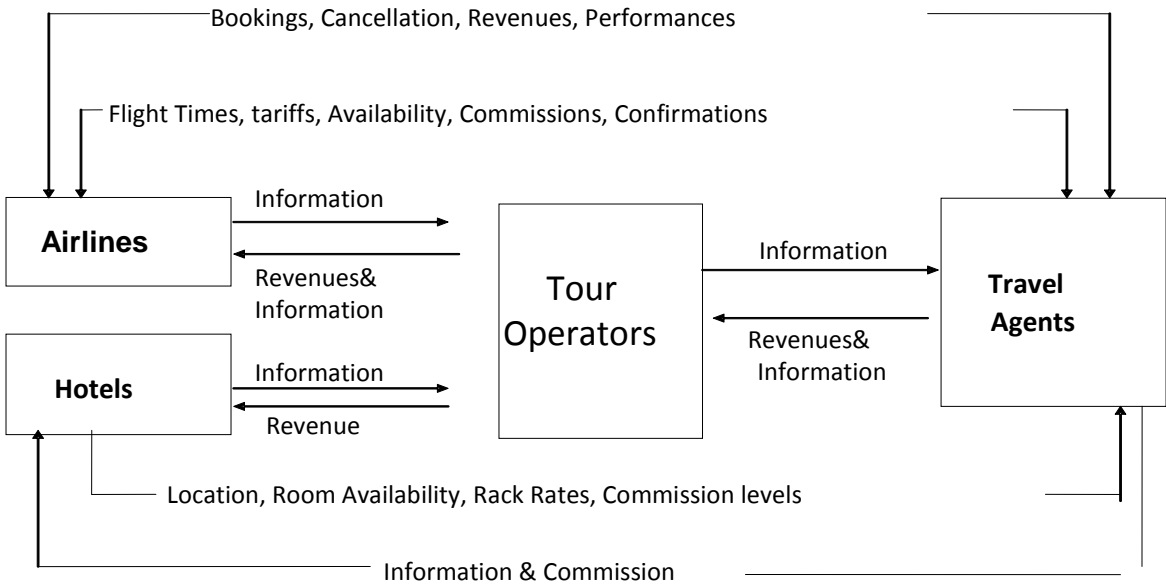 Bookings, Cancellation, Revenues, Performances
Flight Times, tariffs, Availability, Commissions, Confirmations
Information
Airlines
Revenues&
Information
Tour
Operators
Information
Travel
Agents
Revenues&
Information
Hotels
Information
Revenue
Location, Room Availability, Rack Rates, Commission levels
Information & Commission